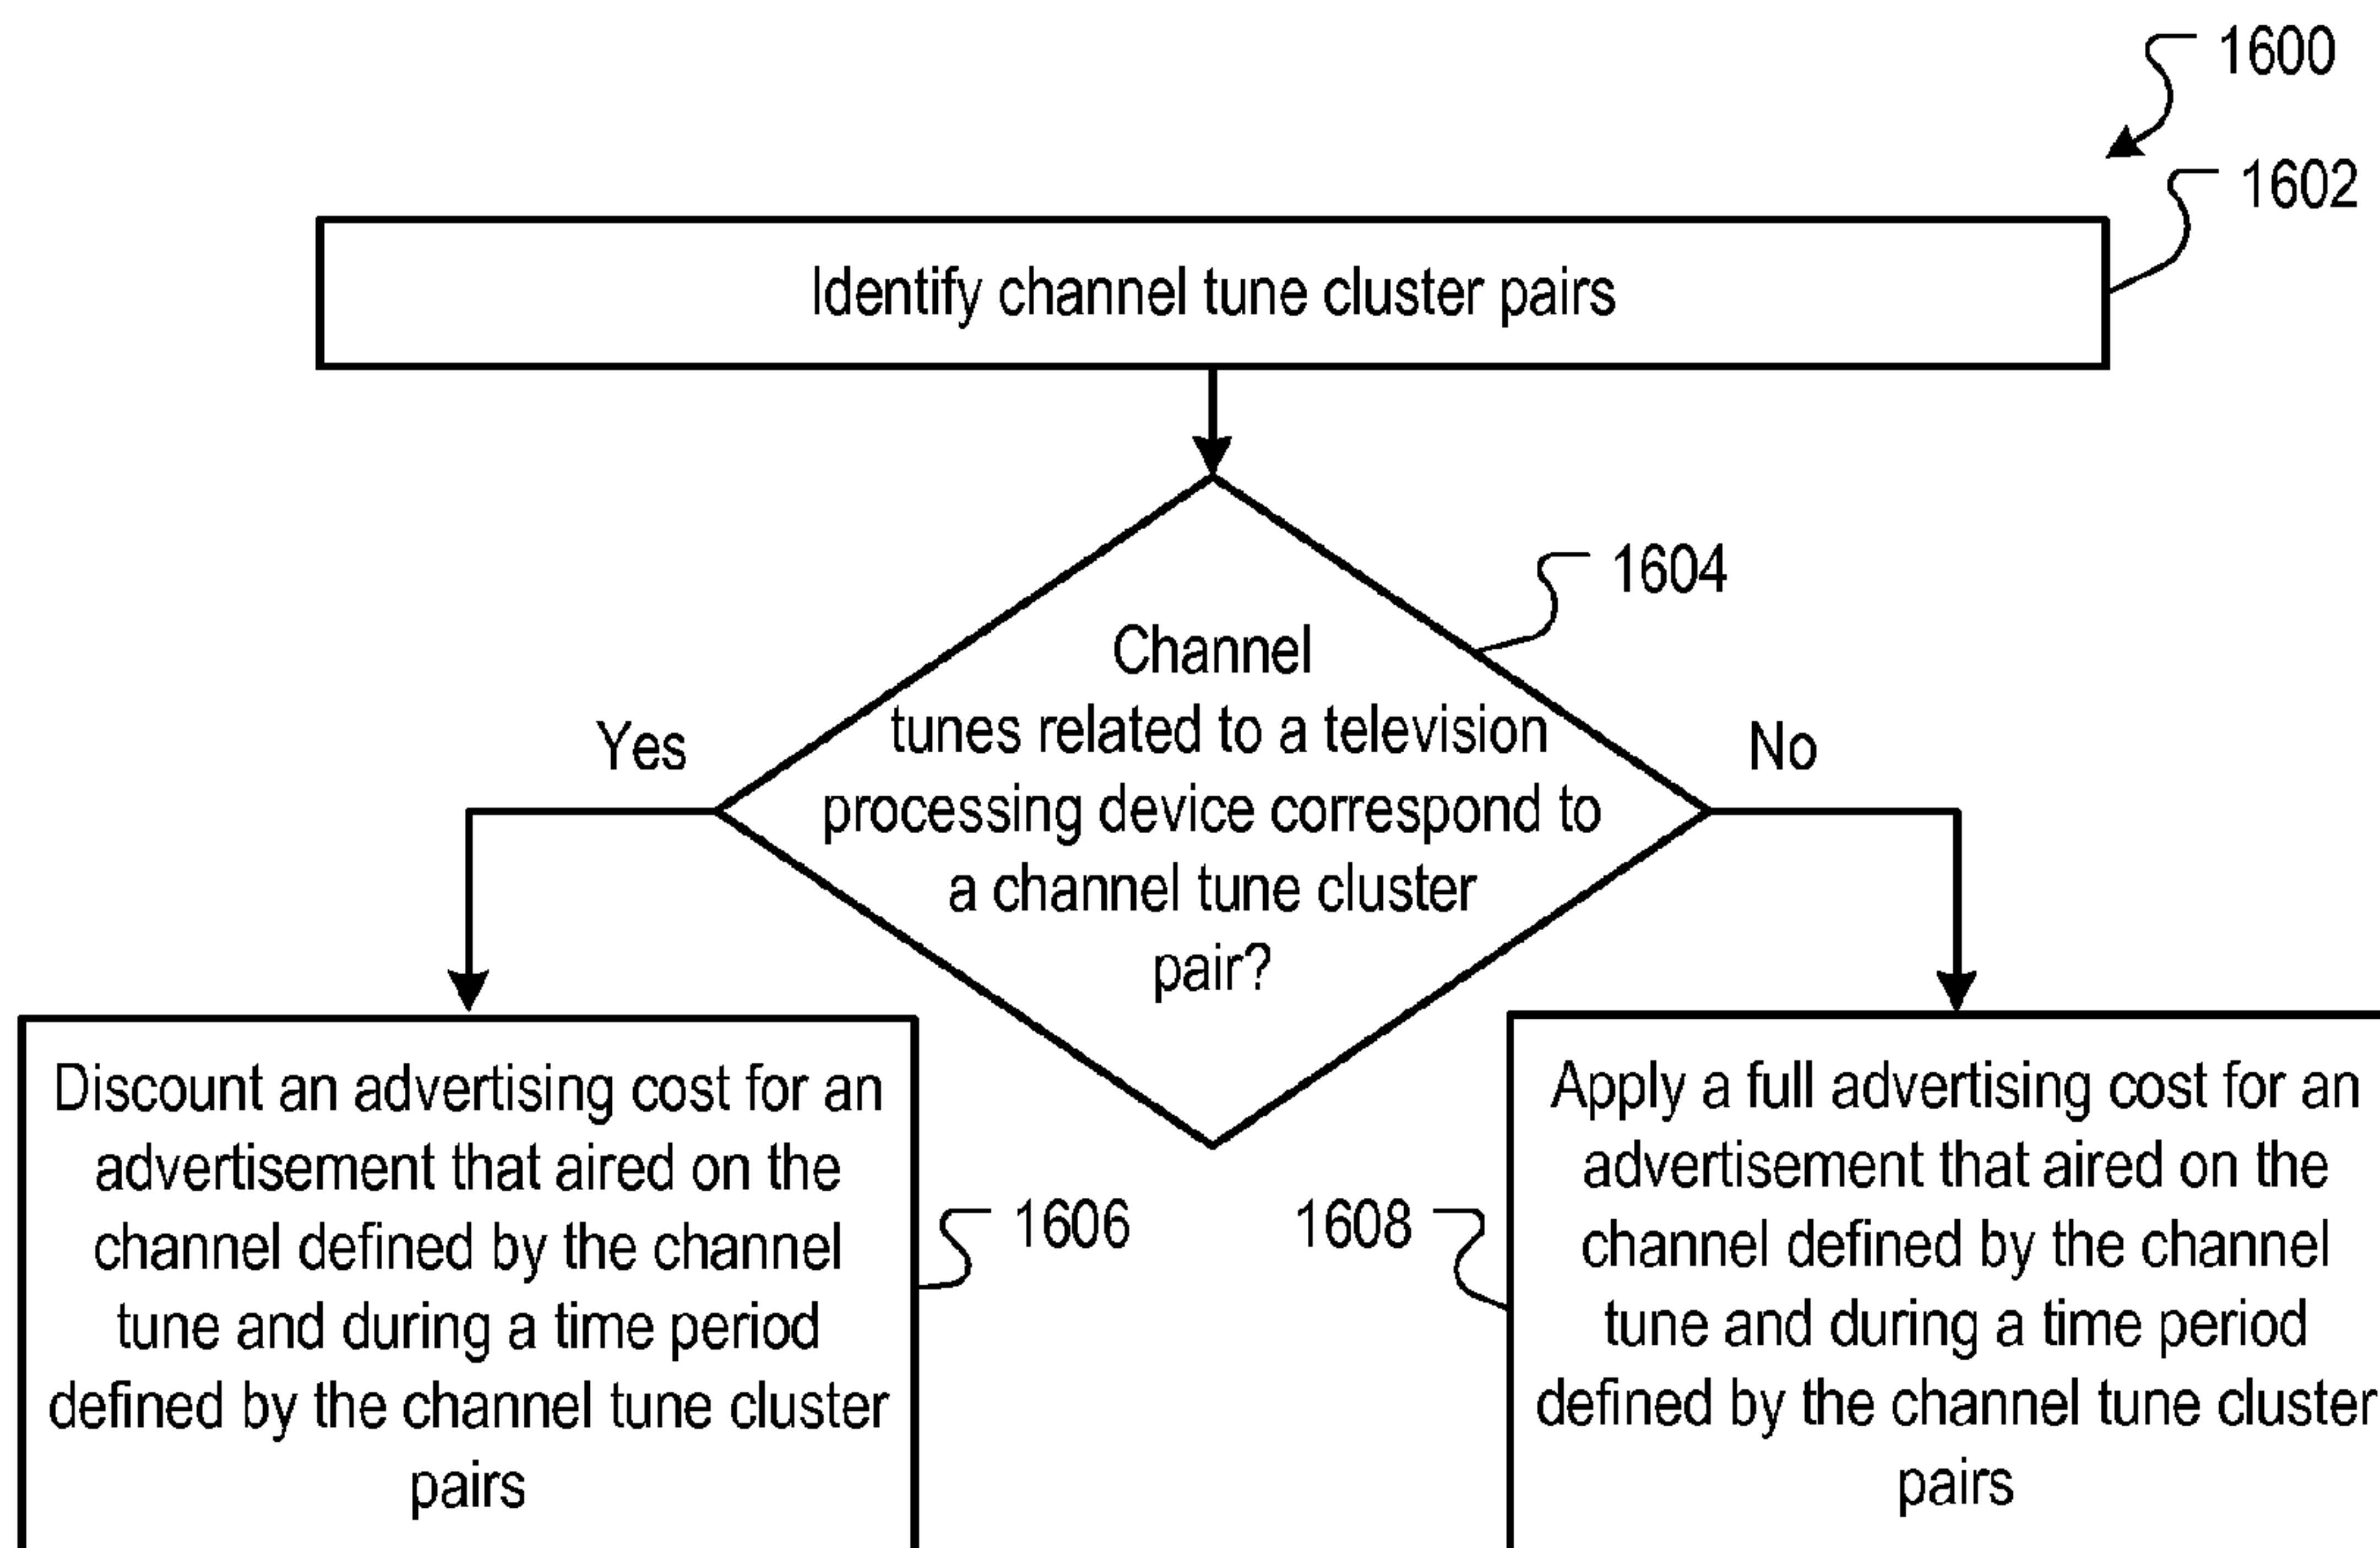 1600
1602
Identify channel tune cluster pairs
1604
Channel
tunes related to a television
processing device correspond to
a channel tune cluster
pair?
Yes
No
Discount an advertising cost for an
advertisement that aired on the
channel defined by the channel
tune and during a time period
defined by the channel tune cluster
pairs
1606
1608
Apply a full advertising cost for an
advertisement that aired on the
channel defined by the channel
tune and during a time period
defined by the channel tune cluster
pairs